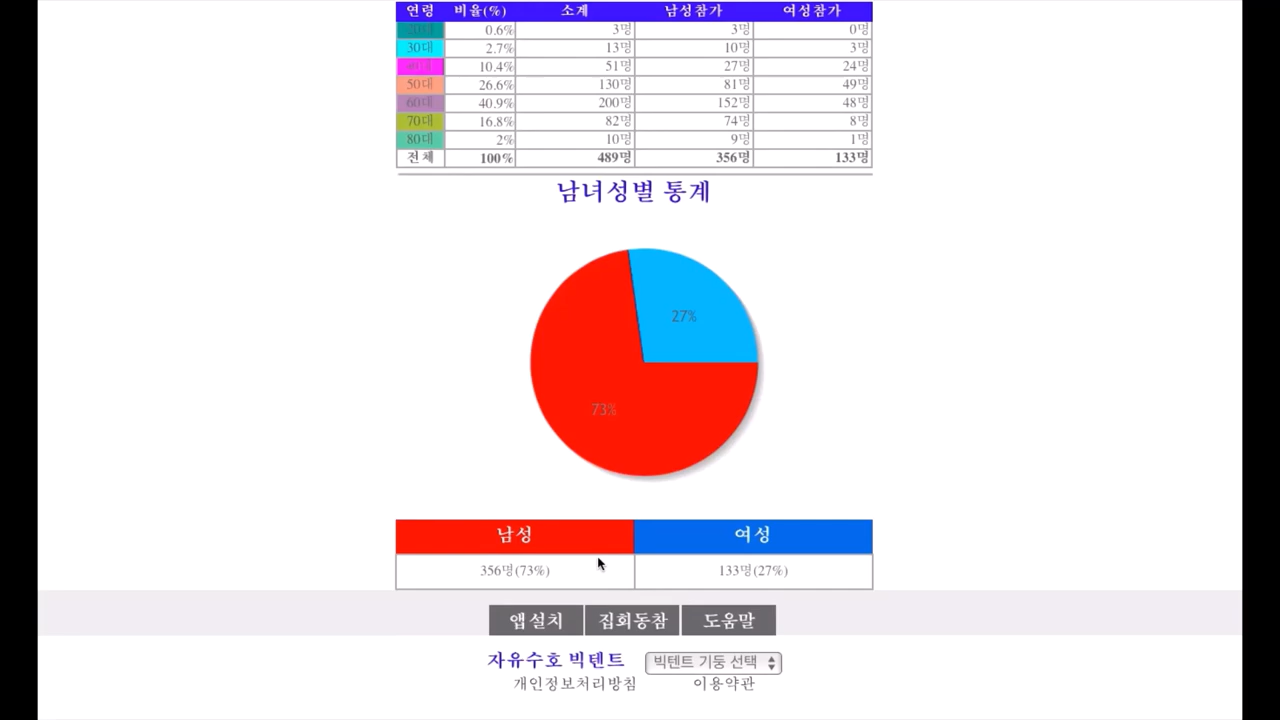 연령 비율(%) 소계 남성참가 여성참가
20대 0.6% 3명 3명 0명
30대 2.7% 13명 10명 3명
40대 10.4% 51명 27명 24명
50대 26.6% 130명 81명 49명
60대 40.9% 200명 152명 48명
70대 16.8% 82명 74명 8명
80대 2% 10명 9명 1명
전체 100% 489명 356명 133명
남녀성별 통계
27%
73%
남성 여성
356명(73%) 133명(27%)
앱설치 집회동참 도움말
자유수호 빅텐트 빅텐트 기둥 선택
개인정보처리방침 이용약관